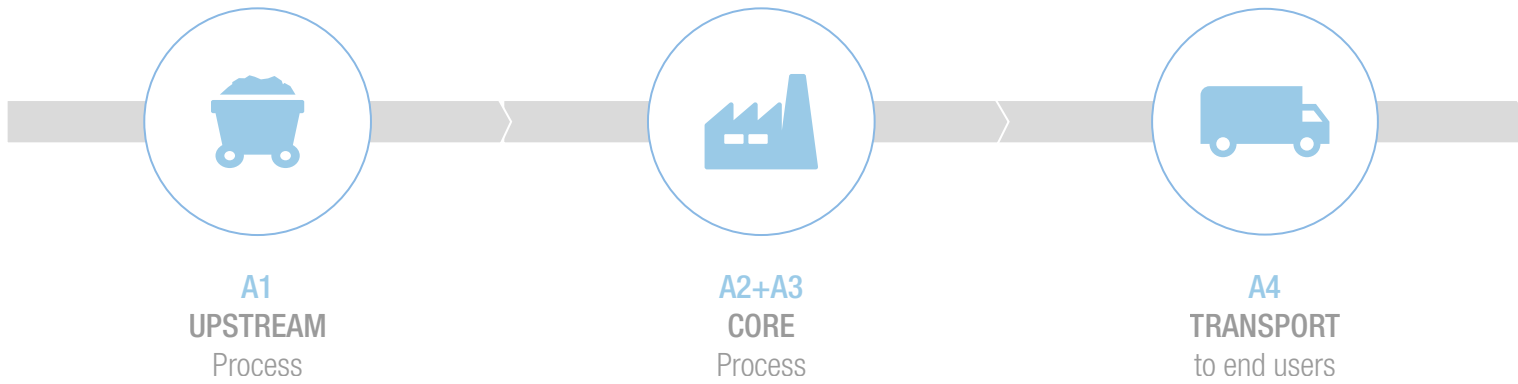 A1
UPSTREAM
Process
A2+A3
CORE
Process
A4
TRANSPORT
to end users